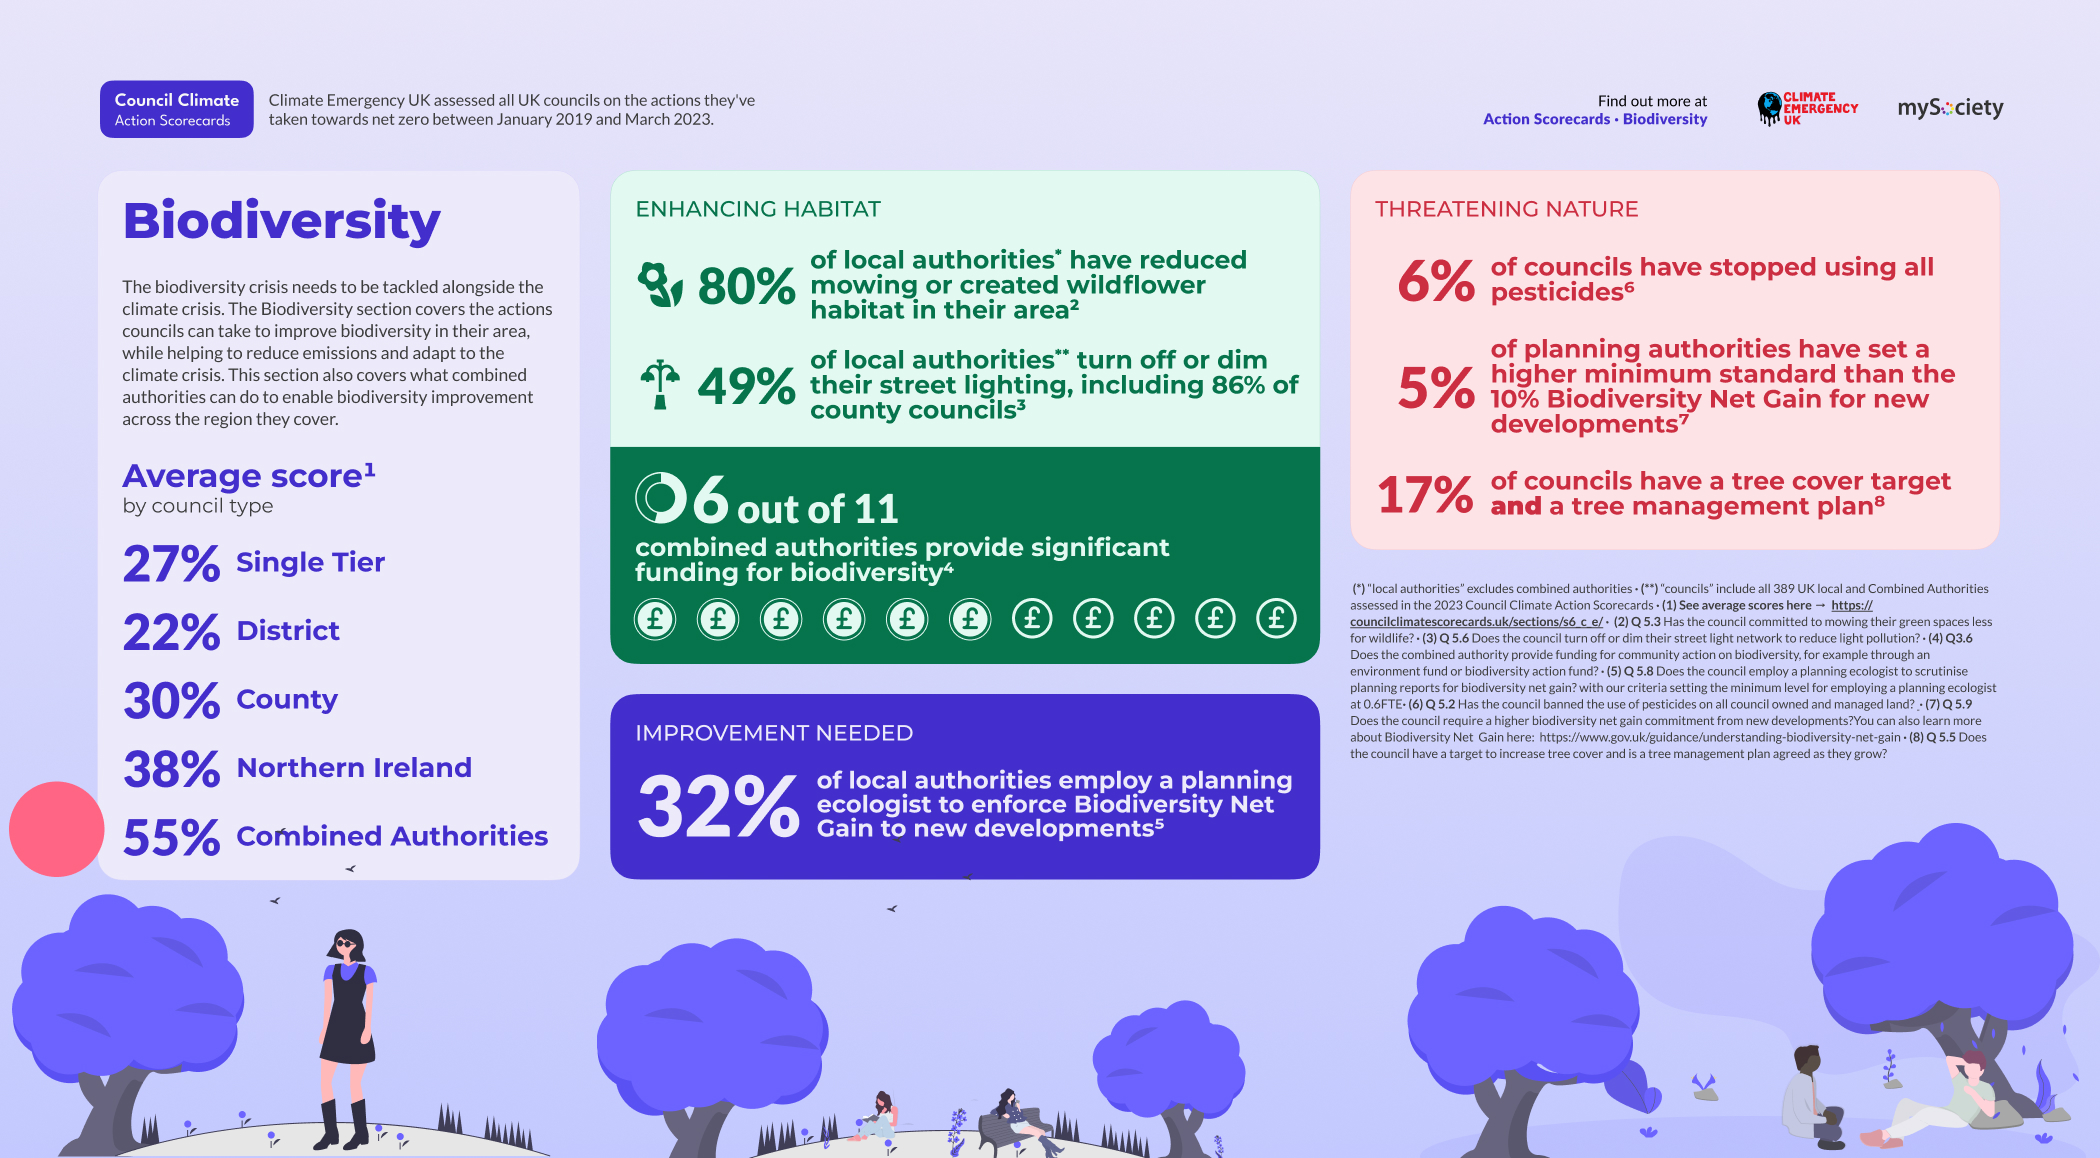 Council Climate
Action Scorecards
Climate Emergency UK assessed all UK councils on the actions they've
taken towards net zero between January 2019 and March 2023.
Find out more at
Action Scorecards · Biodiversity
CLIMATE
EMERGENCY
UK
mySociety
Biodiversity
The biodiversity crisis needs to be tackled alongside the
climate crisis. The Biodiversity section covers the actions
councils can take to improve biodiversity in their area,
while helping to reduce emissions and adapt to the
climate crisis. This section also covers what combined
authorities can do to enable biodiversity improvement
across the region they cover.
Average score¹
by council type
27% Single Tier
22% District
30% County
38% Northern Ireland
55% Combined Authorities
ENHANCING HABITAT
80%
of local authorities* have reduced
mowing or created wildflower
habitat in their area²
49%
of local authorities** turn off or dim
their street lighting, including 86% of
county councils³
6 out of 11
combined authorities provide significant
funding for biodiversity⁴
£ £ £ £ £ £ £ £ £ £ £
IMPROVEMENT NEEDED
32%
of local authorities employ a planning
ecologist to enforce Biodiversity Net
Gain to new developments⁵
THREATENING NATURE
6%
of councils have stopped using all
pesticides⁶
5%
of planning authorities have set a
higher minimum standard than the
10% Biodiversity Net Gain for new
developments⁷
17%
of councils have a tree cover target
and a tree management plan⁸
(*) “local authorities” excludes combined authorities · (**) “councils” include all 389 UK local and Combined Authorities
assessed in the 2023 Council Climate Action Scorecards · (1) See average scores here → https://
councilclimatescorecards.uk/sections/s6_c_e/ · (2) Q 5.3 Has the council committed to mowing their green spaces less
for wildlife? · (3) Q 5.6 Does the council turn off or dim their street light network to reduce light pollution? · (4) Q3.6
Does the combined authority provide funding for community action on biodiversity, for example through an
environment fund or biodiversity action fund? · (5) Q 5.8 Does the council employ a planning ecologist to scrutinise
planning reports for biodiversity net gain? with our criteria setting the minimum level for employing a planning ecologist
at 0.6FTE· (6) Q 5.2 Has the council banned the use of pesticides on all council owned and managed land? · (7) Q 5.9
Does the council require a higher biodiversity net gain commitment from new developments?You can also learn more
about Biodiversity Net Gain here: https://www.gov.uk/guidance/understanding-biodiversity-net-gain · (8) Q 5.5 Does
the council have a target to increase tree cover and is a tree management plan agreed as they grow?